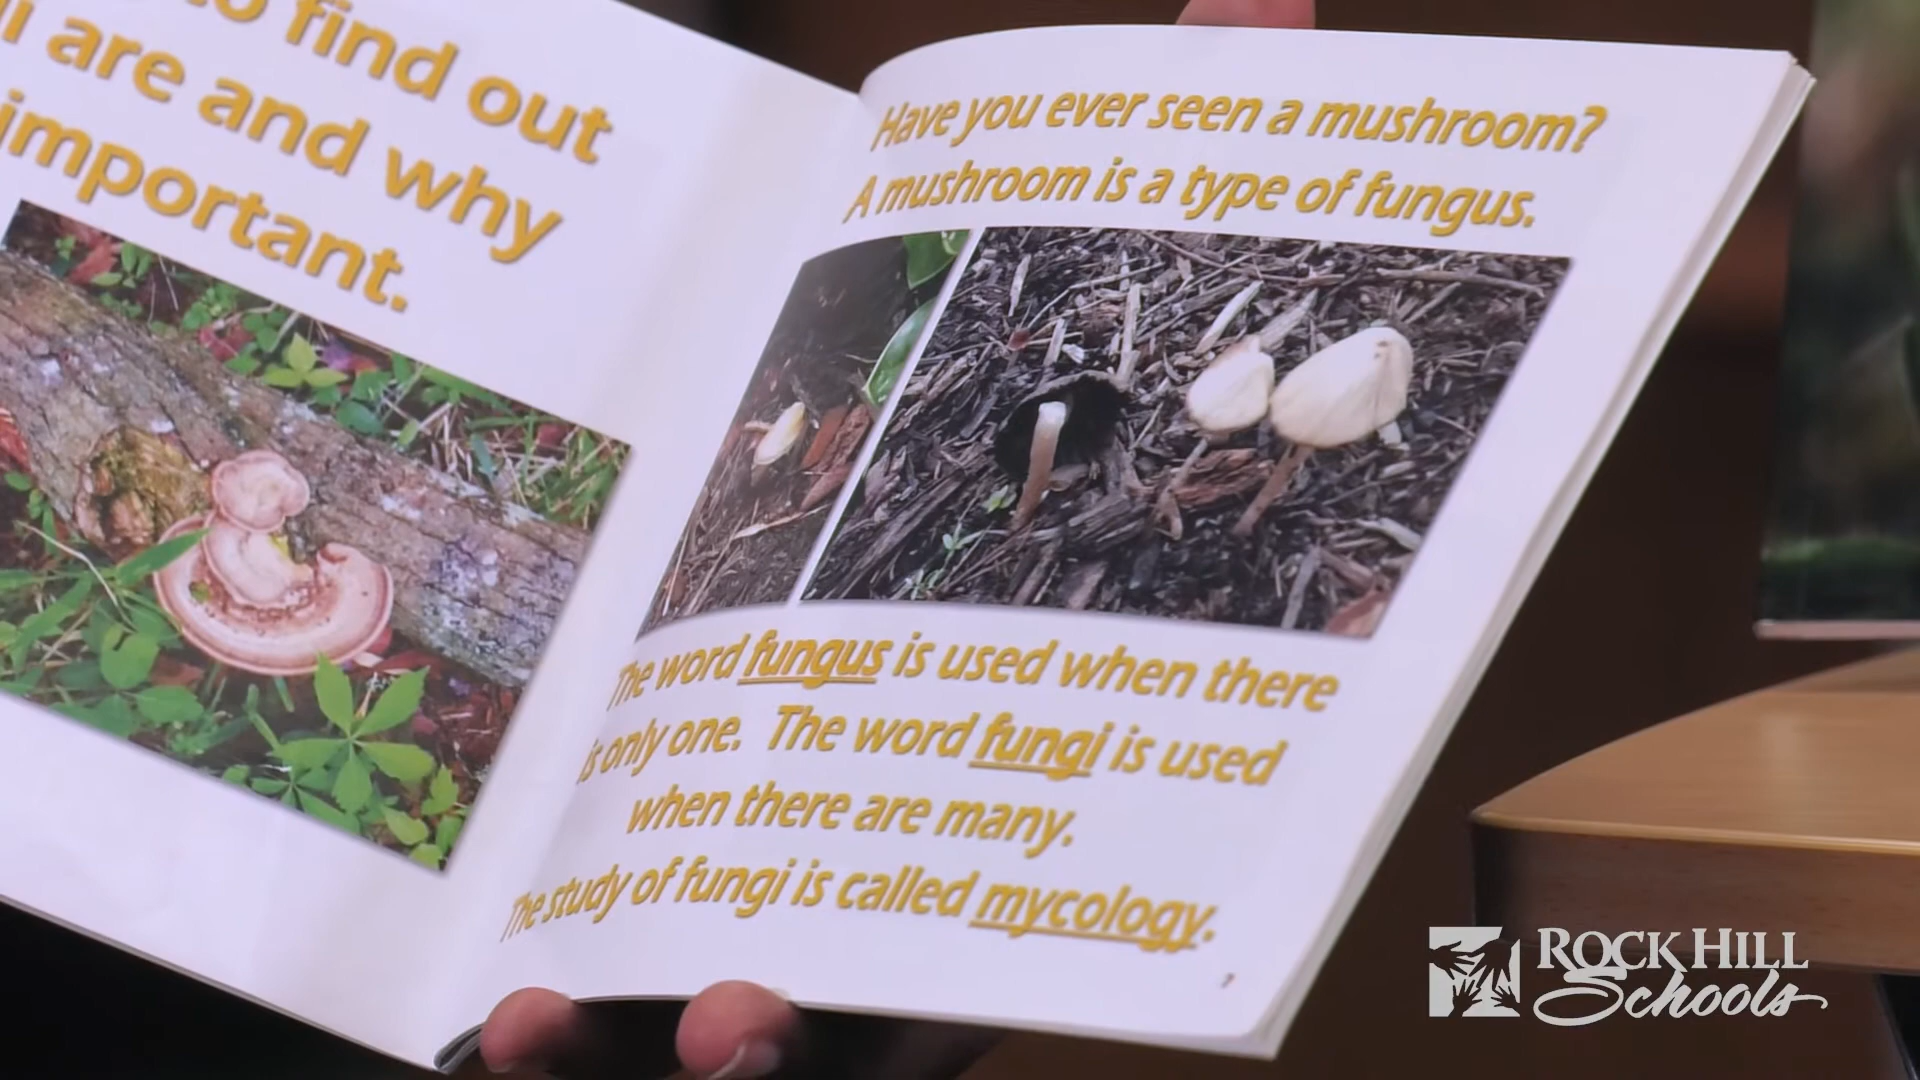 to find out
are and why
important.
Have you ever seen a mushroom?
A mushroom is a type of fungus.
The word fungus is used when there
is only one. The word fungi is used
when there are many.
The study of fungi is called mycology.
ROCK HILL
Schools